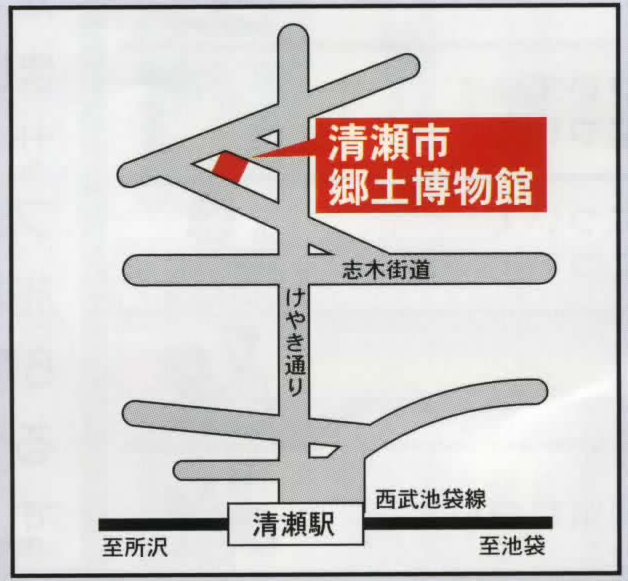 清瀬市
郷土博物館
志木街道
けやき通り
西武池袋線
清瀬駅
至所沢
至池袋